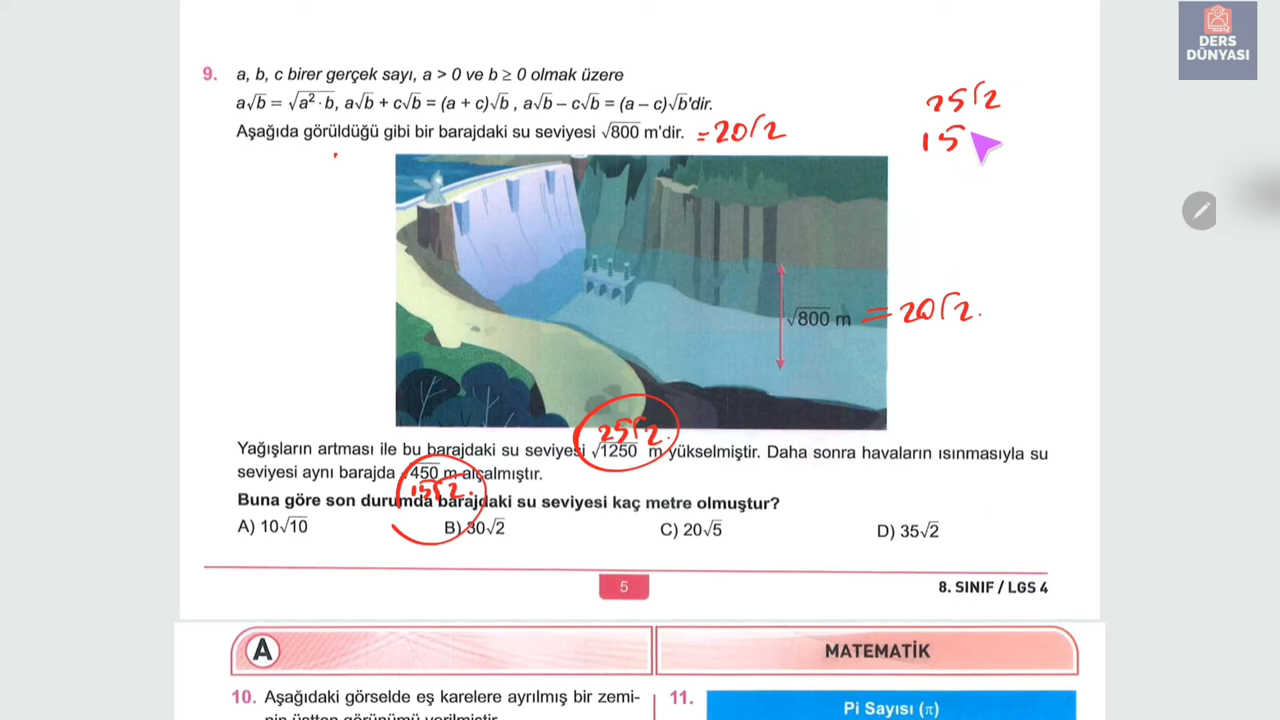 DERS
DÜNYASI
9. a, b, c birer gerçek sayı, a > 0 ve b ≥ 0 olmak üzere
a√b = √a² · b, a√b + c√b = (a + c)√b , a√b – c√b = (a – c)√b'dir.
Aşağıda görüldüğü gibi bir barajdaki su seviyesi √800 m'dir. = 20√2
25√2
15
√800 m = 20√2.
25√2.
Yağışların artması ile bu barajdaki su seviyesi √1250 m yükselmiştir. Daha sonra havaların ısınmasıyla su
seviyesi aynı barajda √450 m alçalmıştır.
15√2.
Buna göre son durumda barajdaki su seviyesi kaç metre olmuştur?
A) 10√10 B) 30√2 C) 20√5 D) 35√2
5
8. SINIF / LGS 4
A
MATEMATİK
10. Aşağıdaki görselde eş karelere ayrılmış bir zemi-
nin üstten görünümü verilmiştir.
11.
Pi Sayısı (π)